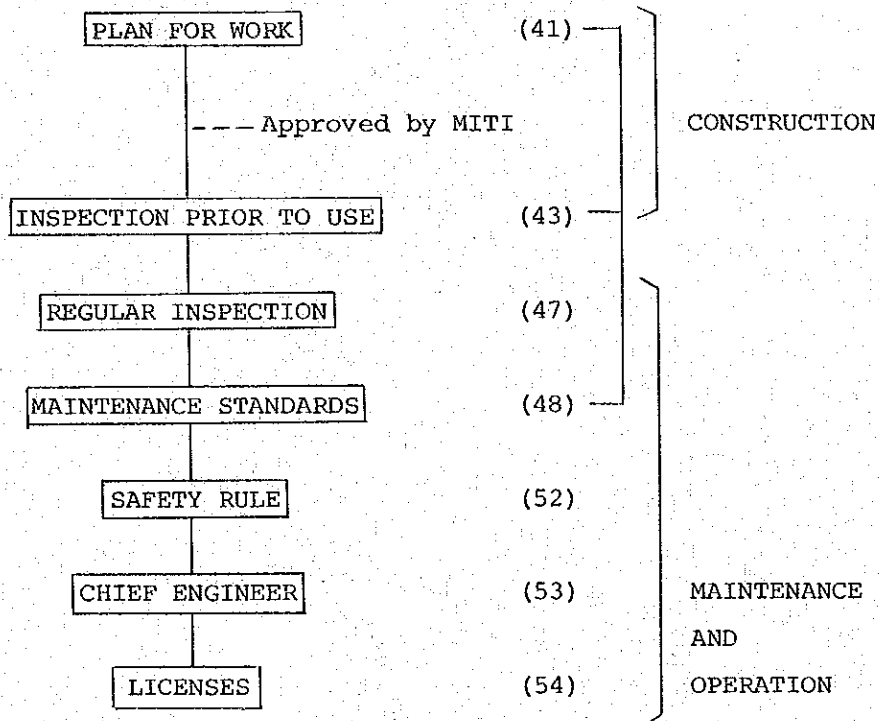 PLAN FOR WORK (41)
Approved by MITI CONSTRUCTION
INSPECTION PRIOR TO USE (43)
REGULAR INSPECTION (47)
MAINTENANCE STANDARDS (48)
SAFETY RULE (52)
CHIEF ENGINEER (53) MAINTENANCE
AND
LICENSES (54) OPERATION